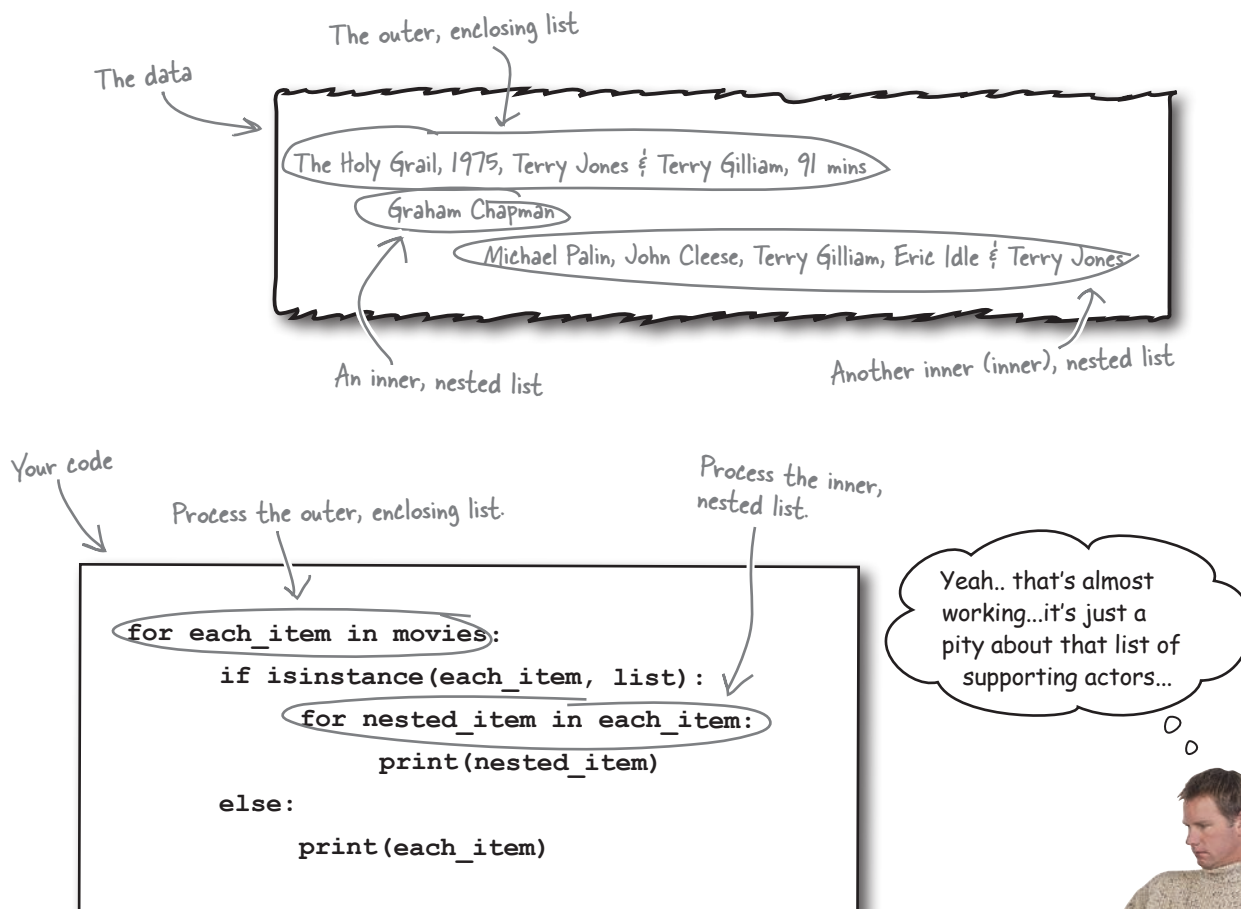 The outer, enclosing list
The data
The Holy Grail, 1975, Terry Jones & Terry Gilliam, 91 mins
Graham Chapman
Michael Palin, John Cleese, Terry Gilliam, Eric Idle & Terry Jones
An inner, nested list
Another inner (inner), nested list
Your code
Process the outer, enclosing list.
Process the inner,
nested list.
for each_item in movies:
if isinstance(each_item, list):
for nested_item in each_item:
print(nested_item)
else:
print(each_item)
Yeah.. that's almost
working...it's just a
pity about that list of
supporting actors...